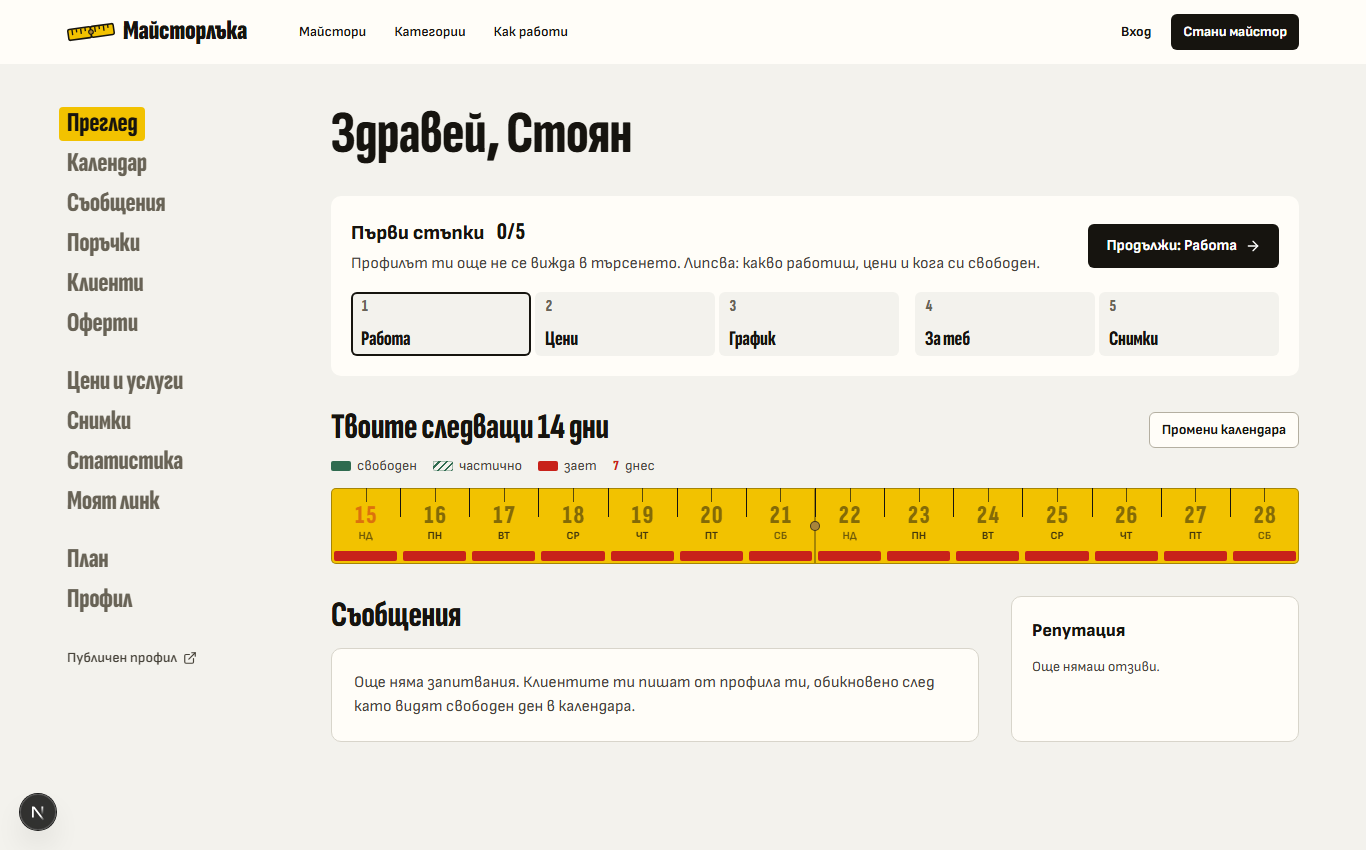 Майсторлъка
Майстори
Категории
Как работи
Вход
Стани майстор
Преглед
Календар
Съобщения
Поръчки
Клиенти
Оферти
Цени и услуги
Снимки
Статистика
Моят линк
План
Профил
Публичен профил
Здравей, Стоян
Първи стъпки 0/5
Профилът ти още не се вижда в търсенето. Липсва: какво работиш, цени и кога си свободен.
Продължи: Работа
1
Работа
2
Цени
3
График
4
За теб
5
Снимки
Твоите следващи 14 дни
Промени календара
свободен частично зает 7 днес
15 16 17 18 19 20 21 22 23 24 25 26 27 28
НД ПН ВТ СР ЧТ ПТ СБ НД ПН ВТ СР ЧТ ПТ СБ
Съобщения
Още няма запитвания. Клиентите ти пишат от профила ти, обикновено след
като видят свободен ден в календара.
Репутация
Още нямаш отзиви.
N